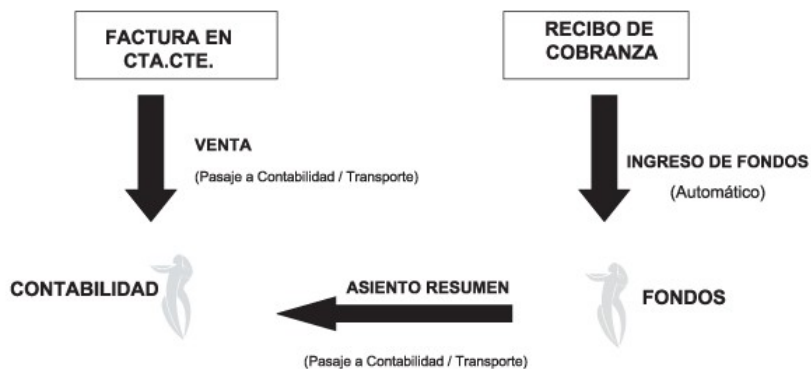 FACTURA EN
CTA.CTE.
RECIBO DE
COBRANZA
VENTA
(Pasaje a Contabilidad / Transporte)
INGRESO DE FONDOS
(Automático)
CONTABILIDAD
ASIENTO RESUMEN
FONDOS
(Pasaje a Contabilidad / Transporte)